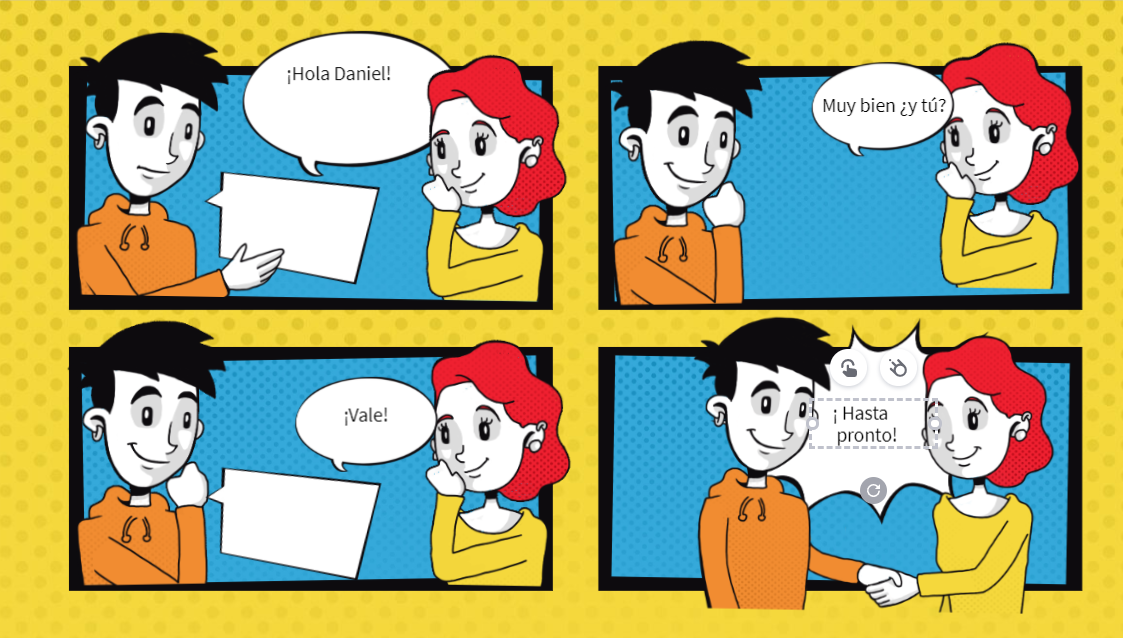 ¡Hola Daniel!
Muy bien ¿y tú?
¡Vale!
¡ Hasta
pronto!